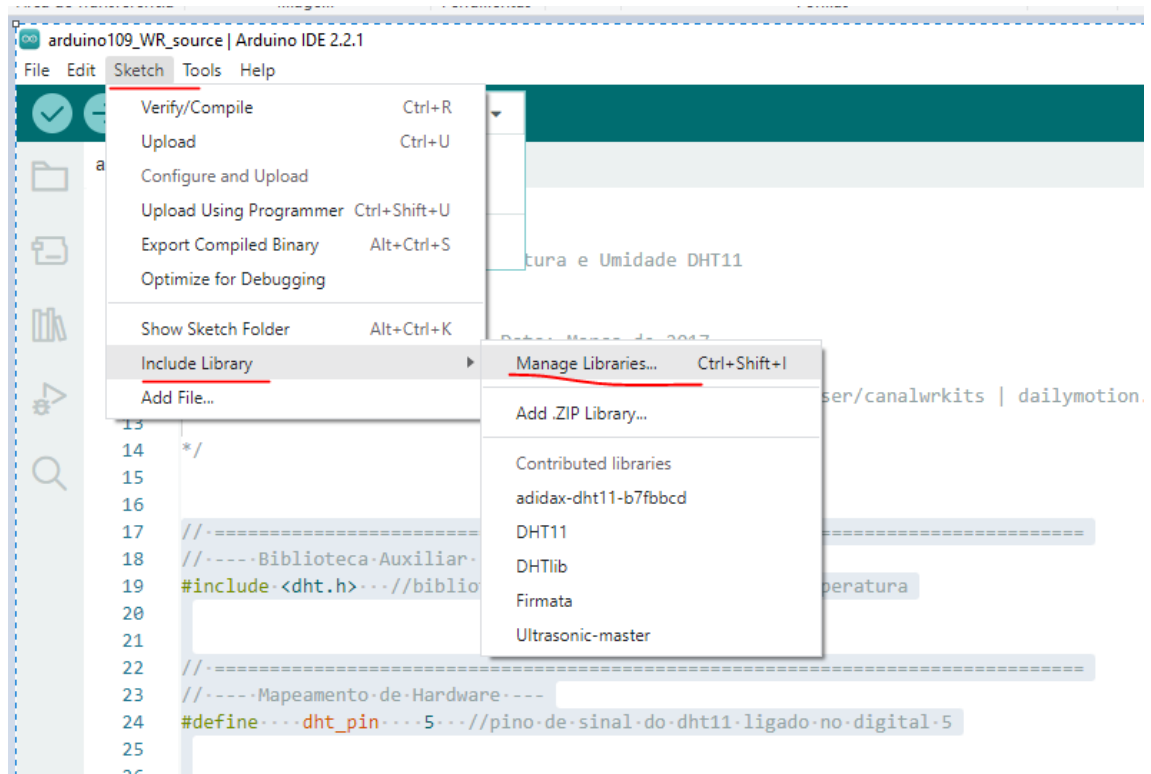 arduino109_WR_source | Arduino IDE 2.2.1
File Edit Sketch Tools Help
Verify/Compile Ctrl+R
Upload Ctrl+U
Configure and Upload
Upload Using Programmer Ctrl+Shift+U
Export Compiled Binary Alt+Ctrl+S
Optimize for Debugging
tura e Umidade DHT11
Show Sketch Folder Alt+Ctrl+K
Include Library
Add File...
Manage Libraries... Ctrl+Shift+I
Add .ZIP Library...
ser/canalwrkits | dailymotion.
Contributed libraries
adidax-dht11-b7fbbcd
DHT11
DHTlib
Firmata
Ultrasonic-master
13
14 */
15
16
17 // ========================================
18 // ---- Biblioteca Auxiliar
19 #include <dht.h> //biblio peratura
20
21
22 // ================================================================================
23 // ---- Mapeamento de Hardware ---
24 #define dht_pin 5 //pino de sinal do dht11 ligado no digital 5
25